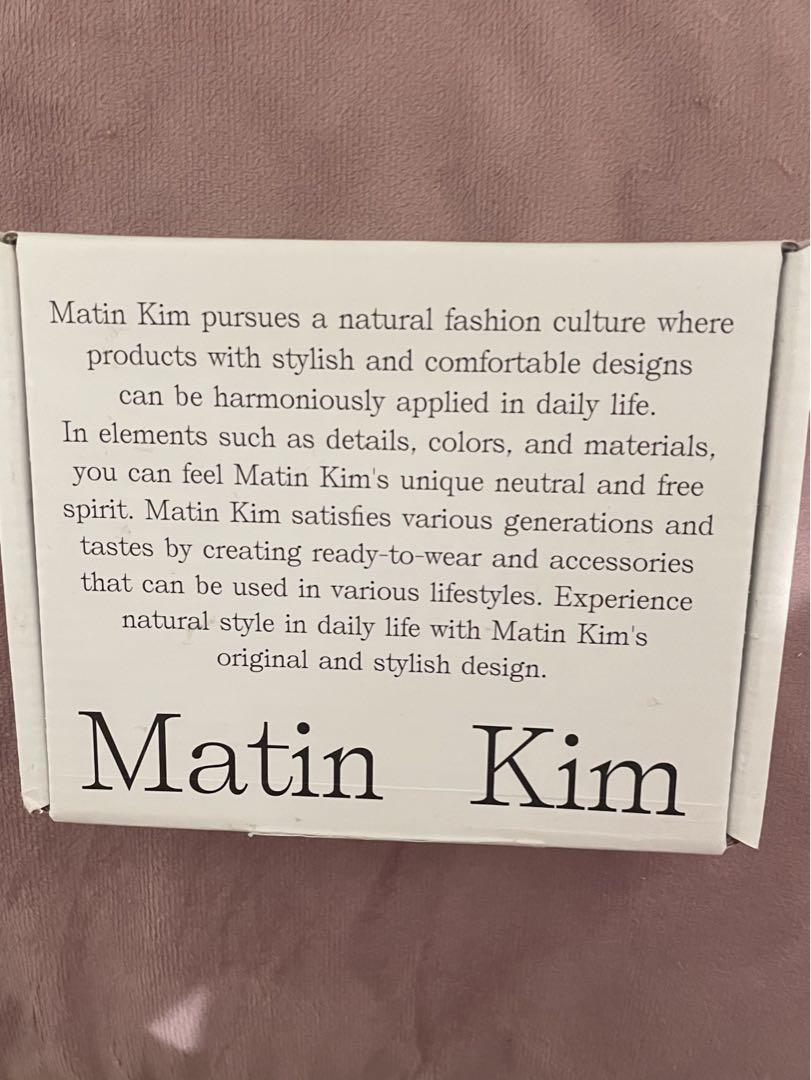 Matin Kim pursues a natural fashion culture where
products with stylish and comfortable designs
can be harmoniously applied in daily life.
In elements such as details, colors, and materials,
you can feel Matin Kim's unique neutral and free
spirit. Matin Kim satisfies various generations and
tastes by creating ready-to-wear and accessories
that can be used in various lifestyles. Experience
natural style in daily life with Matin Kim's
original and stylish design.
Matin Kim